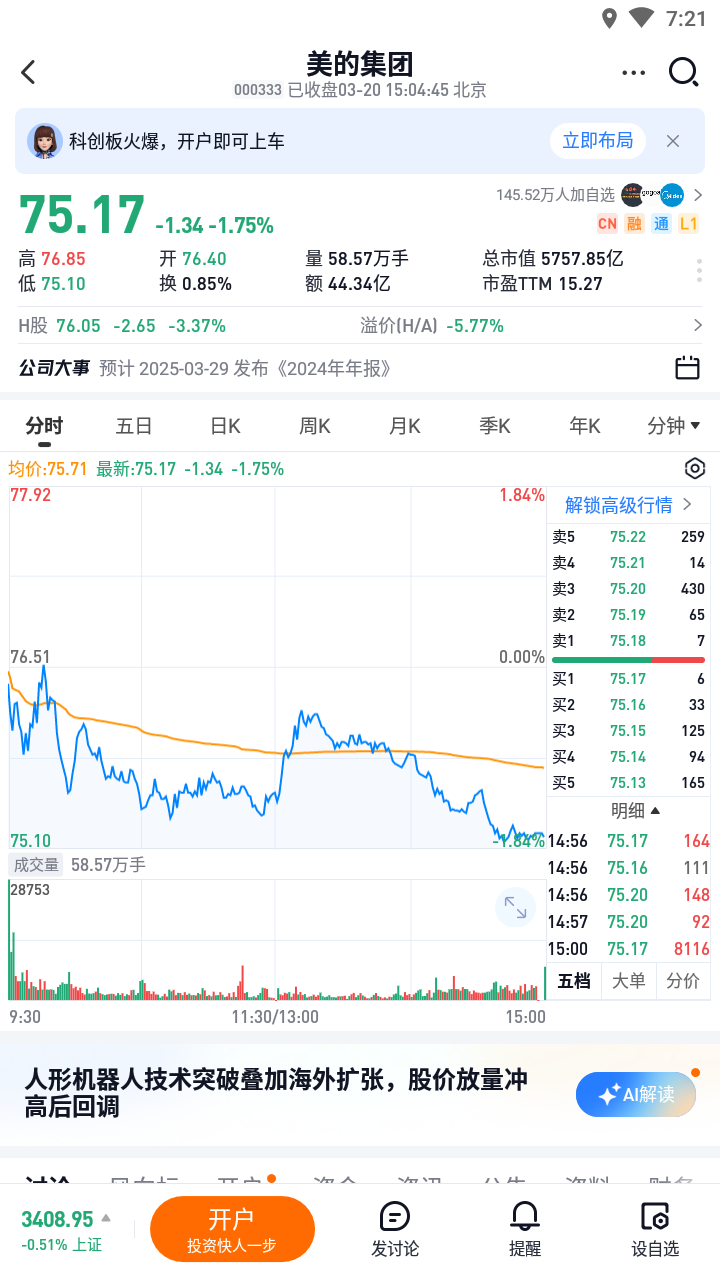 7:21
美的集团
000333 已收盘03-20 15:04:45 北京
科创板火爆，开户即可上车
立即布局
75.17 -1.34 -1.75%
145.52万人加自选
CN 融 通 L1
高 76.85 开 76.40 量 58.57万手 总市值 5757.85亿
低 75.10 换 0.85% 额 44.34亿 市盈TTM 15.27
H股 76.05 -2.65 -3.37% 溢价(H/A) -5.77%
公司大事 预计 2025-03-29 发布《2024年年报》
分时 五日 日K 周K 月K 季K 年K 分钟
均价:75.71 最新:75.17 -1.34 -1.75%
77.92 1.84%
76.51 0.00%
75.10 -1.84%
解锁高级行情
卖5 75.22 259
卖4 75.21 14
卖3 75.20 430
卖2 75.19 65
卖1 75.18 7
买1 75.17 6
买2 75.16 33
买3 75.15 125
买4 75.14 94
买5 75.13 165
明细
14:56 75.17 164
14:56 75.16 111
14:56 75.20 148
14:57 75.20 92
15:00 75.17 8116
五档 大单 分价
成交量 58.57万手
28753
9:30 11:30/13:00 15:00
人形机器人技术突破叠加海外扩张，股价放量冲
高后回调
AI解读
3408.95
-0.51% 上证
开户
投资快人一步
发讨论
提醒
设自选